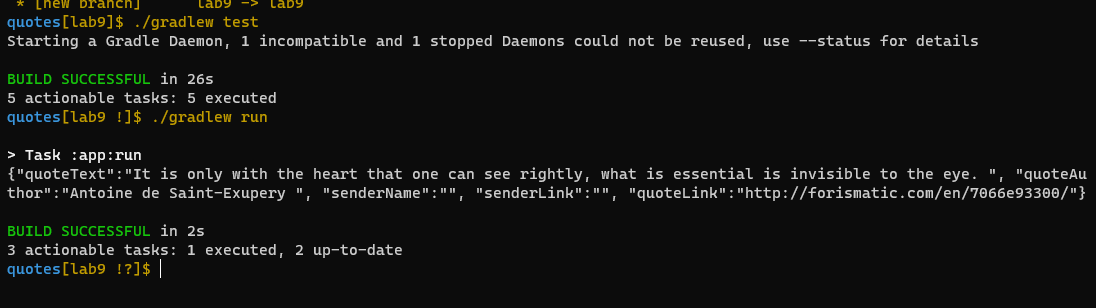 * [new branch]      lab9 -> lab9
quotes[lab9]$ ./gradlew test
Starting a Gradle Daemon, 1 incompatible and 1 stopped Daemons could not be reused, use --status for details
BUILD SUCCESSFUL in 26s
5 actionable tasks: 5 executed
quotes[lab9 !]$ ./gradlew run
> Task :app:run
{"quoteText":"It is only with the heart that one can see rightly, what is essential is invisible to the eye. ", "quoteAu
thor":"Antoine de Saint-Exupery ", "senderName":"", "senderLink":"", "quoteLink":"http://forismatic.com/en/7066e93300/"}
BUILD SUCCESSFUL in 2s
3 actionable tasks: 1 executed, 2 up-to-date
quotes[lab9 !?]$